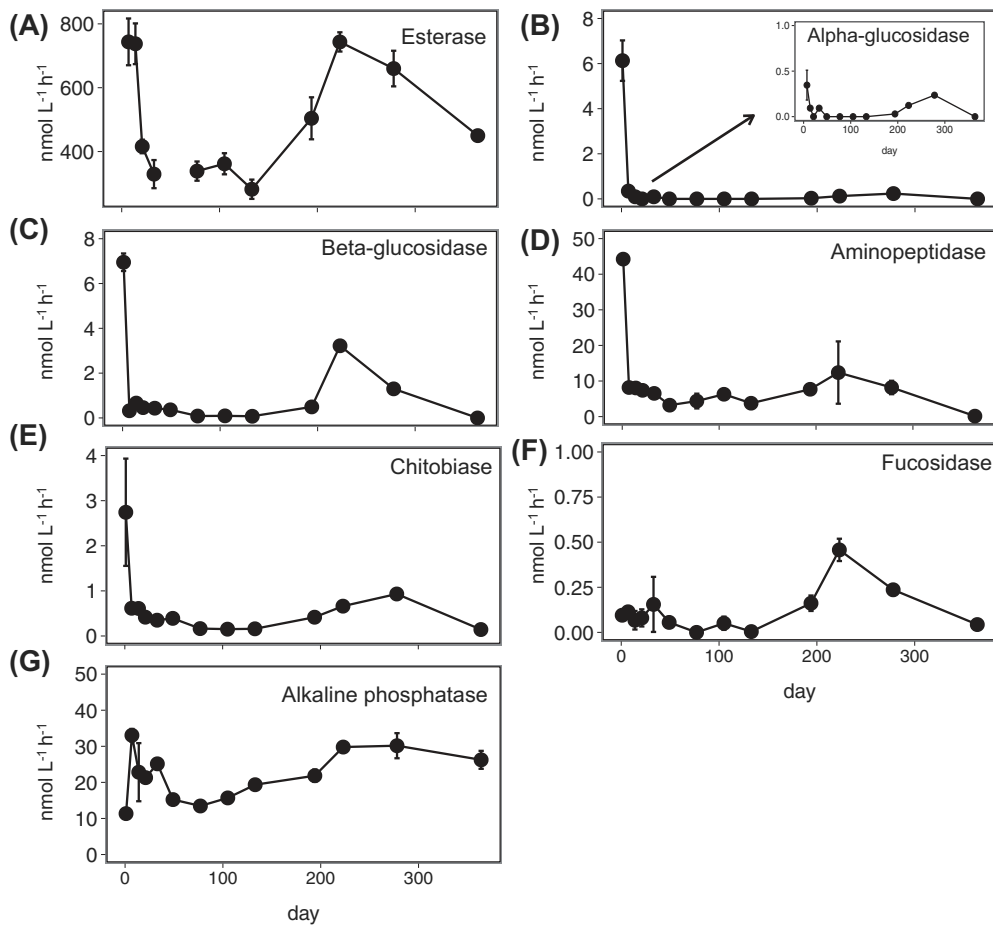 (A)
Esterase
800
600
400
nmol L-1 h-1
(B)
Alpha-glucosidase
8
6
4
2
0
nmol L-1 h-1
1.0
0.5
0.0
0 100 200 300
day
(C)
Beta-glucosidase
8
6
4
2
0
nmol L-1 h-1
(D)
Aminopeptidase
50
40
30
20
10
0
nmol L-1 h-1
(E)
Chitobiase
4
3
2
1
0
nmol L-1 h-1
(F)
Fucosidase
1.00
0.75
0.50
0.25
0.00
nmol L-1 h-1
0 100 200 300
day
(G)
Alkaline phosphatase
50
40
30
20
10
0
nmol L-1 h-1
0 100 200 300
day